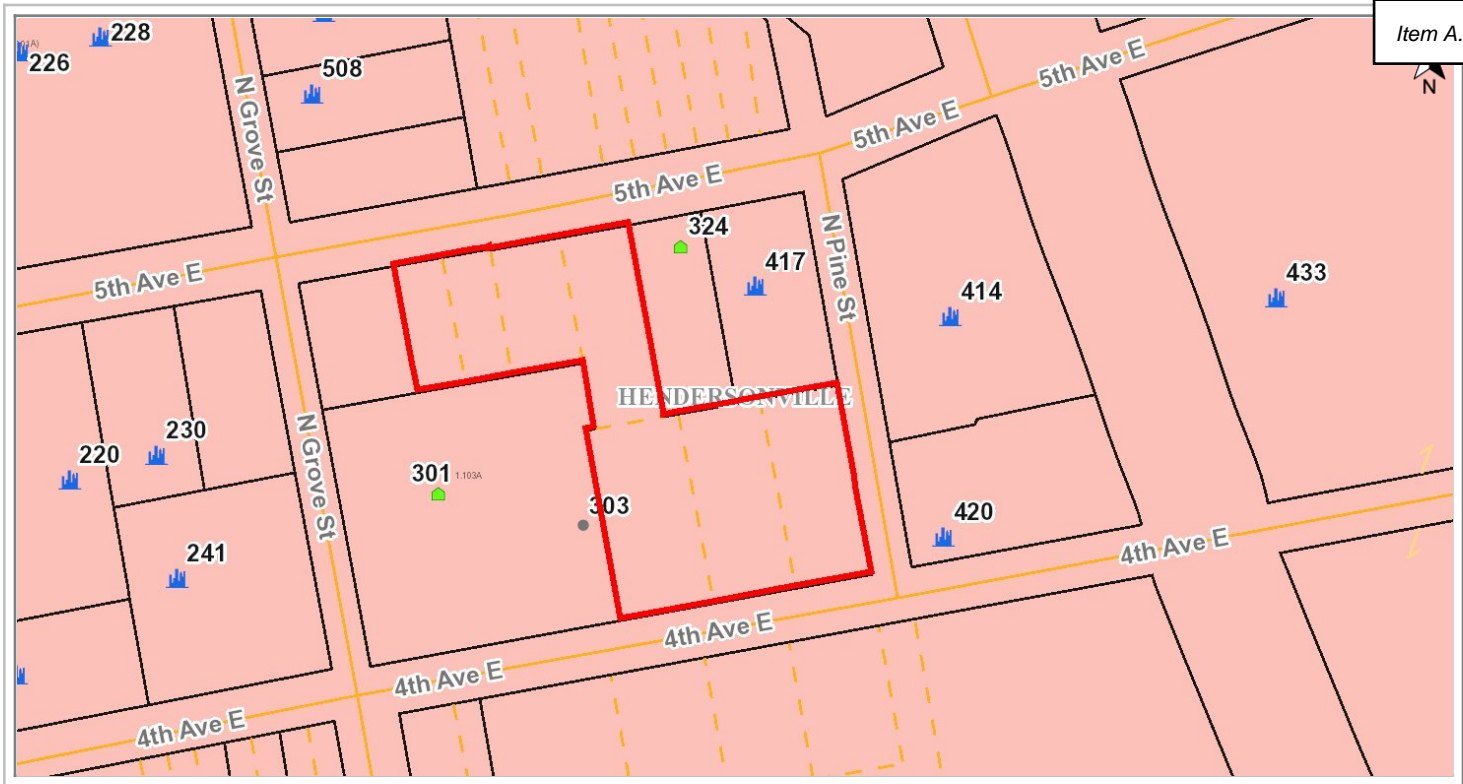 Item A.
N
228
226
508
N Grove St
5th Ave E
5th Ave E
5th Ave E
5th Ave E
324
N Pine St
417
414
433
HENDERSONVILLE
230
220
N Grove St
301
1.103A
303
420
241
4th Ave E
4th Ave E
4th Ave E
4th Ave E